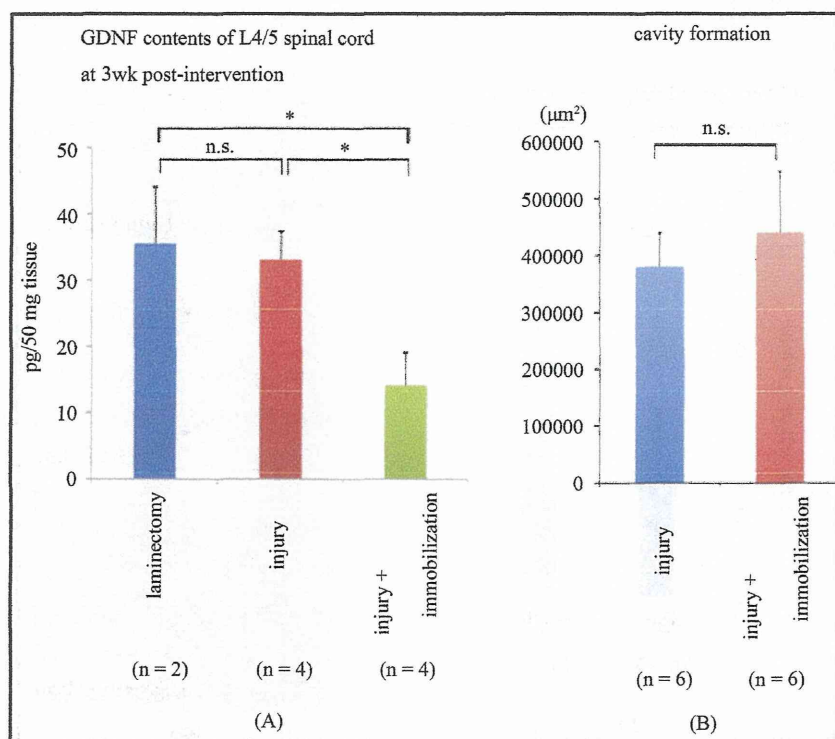 GDNF contents of L4/5 spinal cord
at 3wk post-intervention
*
n.s.
*
50
40
30
20
10
0
pg/50 mg tissue
laminectomy
injury
injury +
immobilization
(n = 2)
(n = 4)
(n = 4)
(A)
cavity formation
(μm²)
n.s.
600000
500000
400000
300000
200000
100000
0
injury
injury +
immobilization
(n = 6)
(n = 6)
(B)